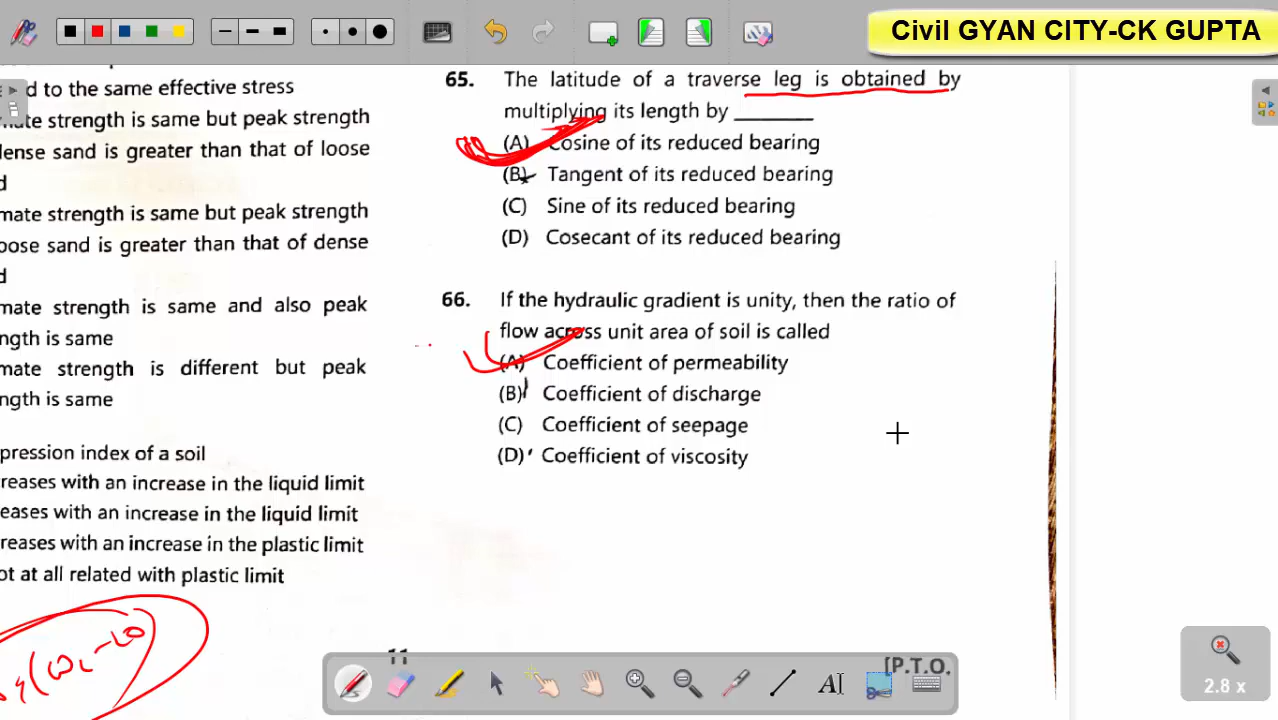 Civil GYAN CITY-CK GUPTA
d to the same effective stress
mate strength is same but peak strength
dense sand is greater than that of loose
d
mate strength is same but peak strength
oose sand is greater than that of dense
d
mate strength is same and also peak
ngth is same
mate strength is different but peak
ngth is same
pression index of a soil
reases with an increase in the liquid limit
eases with an increase in the liquid limit
reases with an increase in the plastic limit
ot at all related with plastic limit
65. The latitude of a traverse leg is obtained by
multiplying its length by ________
(A) Cosine of its reduced bearing
(B) Tangent of its reduced bearing
(C) Sine of its reduced bearing
(D) Cosecant of its reduced bearing
66. If the hydraulic gradient is unity, then the ratio of
flow across unit area of soil is called
(A) Coefficient of permeability
(B) Coefficient of discharge
(C) Coefficient of seepage
(D) Coefficient of viscosity
11
[P.T.O.
AI
2.8 x